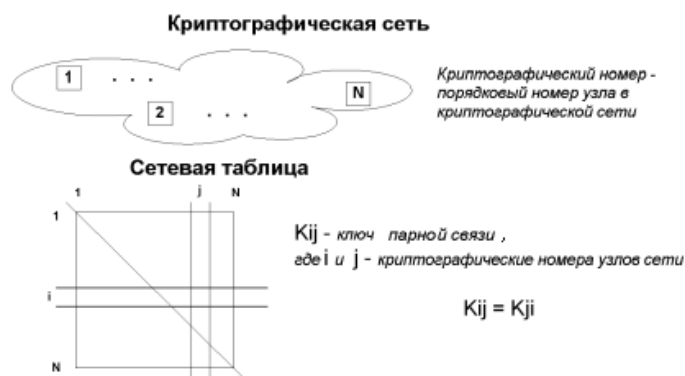 Криптографическая сеть
1 . . .
2 . . .
N
Криптографический номер -
порядковый номер узла в
криптографической сети
Сетевая таблица
1 j N
1
i
N
Kij - ключ парной связи ,
где i и j - криптографические номера узлов сети
Kij = Kji